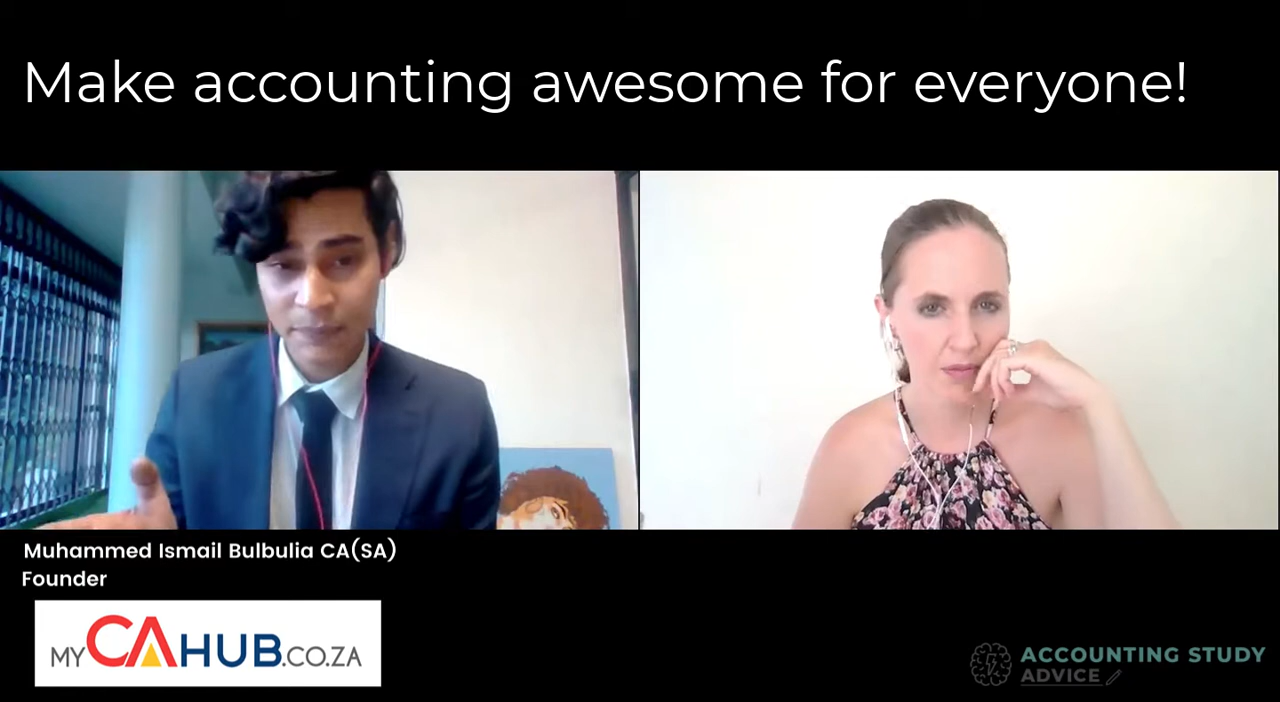 Make accounting awesome for everyone!
Muhammed Ismail Bulbulia CA(SA)
Founder
MYCAHUB.CO.ZA
ACCOUNTING STUDY
ADVICE